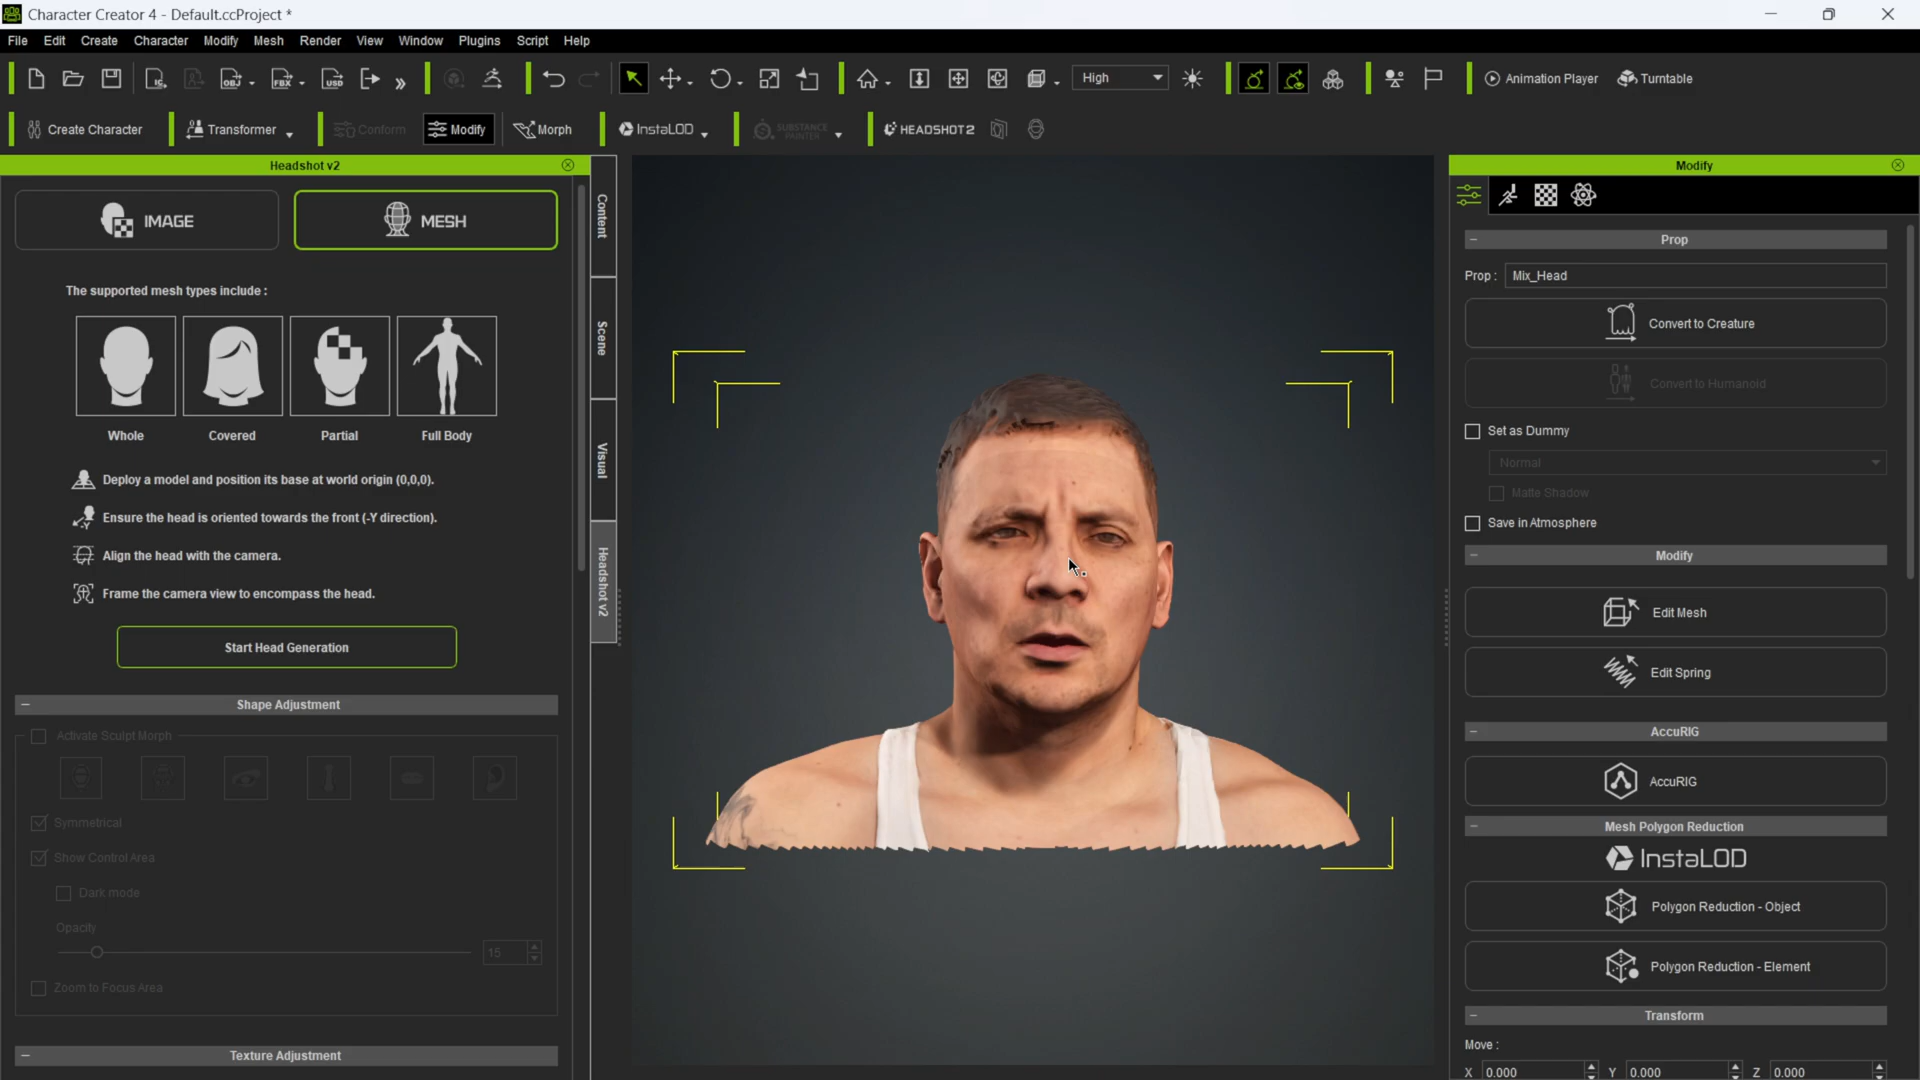 Character Creator 4 - Default.ccProject *
File Edit Create Character Modify Mesh Render View Window Plugins Script Help
High
Animation Player
Turntable
Create Character
Transformer
Conform
Modify
Morph
InstaLOD
SUBSTANCE PAINTER
HEADSHOT 2
Headshot v2
IMAGE
MESH
The supported mesh types include :
Whole Covered Partial Full Body
Deploy a model and position its base at world origin (0,0,0).
Ensure the head is oriented towards the front (-Y direction).
-Y
Align the head with the camera.
Frame the camera view to encompass the head.
Start Head Generation
Shape Adjustment
Activate Sculpt Morph
Symmetrical
Show Control Area
Dark mode
Opacity
15
Zoom to Focus Area
Texture Adjustment
Content
Scene
Visual
Headshot v2
Modify
Prop
Prop : Mix_Head
Convert to Creature
Convert to Humanoid
Set as Dummy
Normal
Matte Shadow
Save in Atmosphere
Modify
Edit Mesh
Edit Spring
AccuRIG
AccuRIG
Mesh Polygon Reduction
InstaLOD
Polygon Reduction - Object
Polygon Reduction - Element
Transform
Move :
X 0.000 Y 0.000 Z 0.000